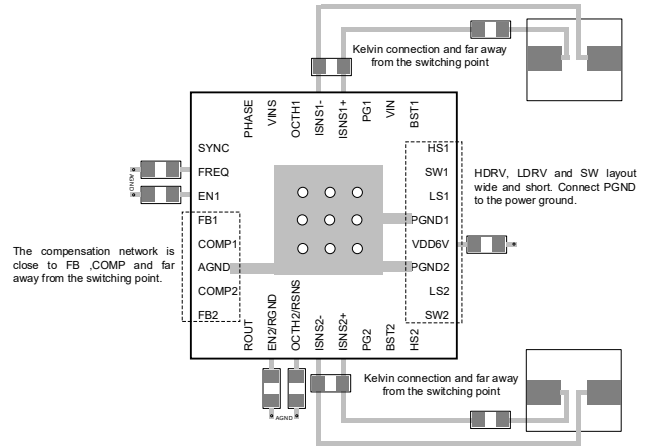 Kelvin connection and far away
from the switching point
PHASE
VINS
OCTH1
ISNS1-
ISNS1+
PG1
VIN
BST1
SYNC
FREQ
EN1
FB1
COMP1
AGND
COMP2
FB2
HS1
SW1
LS1
PGND1
VDD6V
PGND2
LS2
SW2
AGND
HDRV, LDRV and SW layout
wide and short. Connect PGND
to the power ground.
The compensation network is
close to FB ,COMP and far
away from the switching point.
ROUT
EN2/RGND
OCTH2/RSNS
ISNS2-
ISNS2+
PG2
BST2
HS2
AGND
Kelvin connection and far away
from the switching point